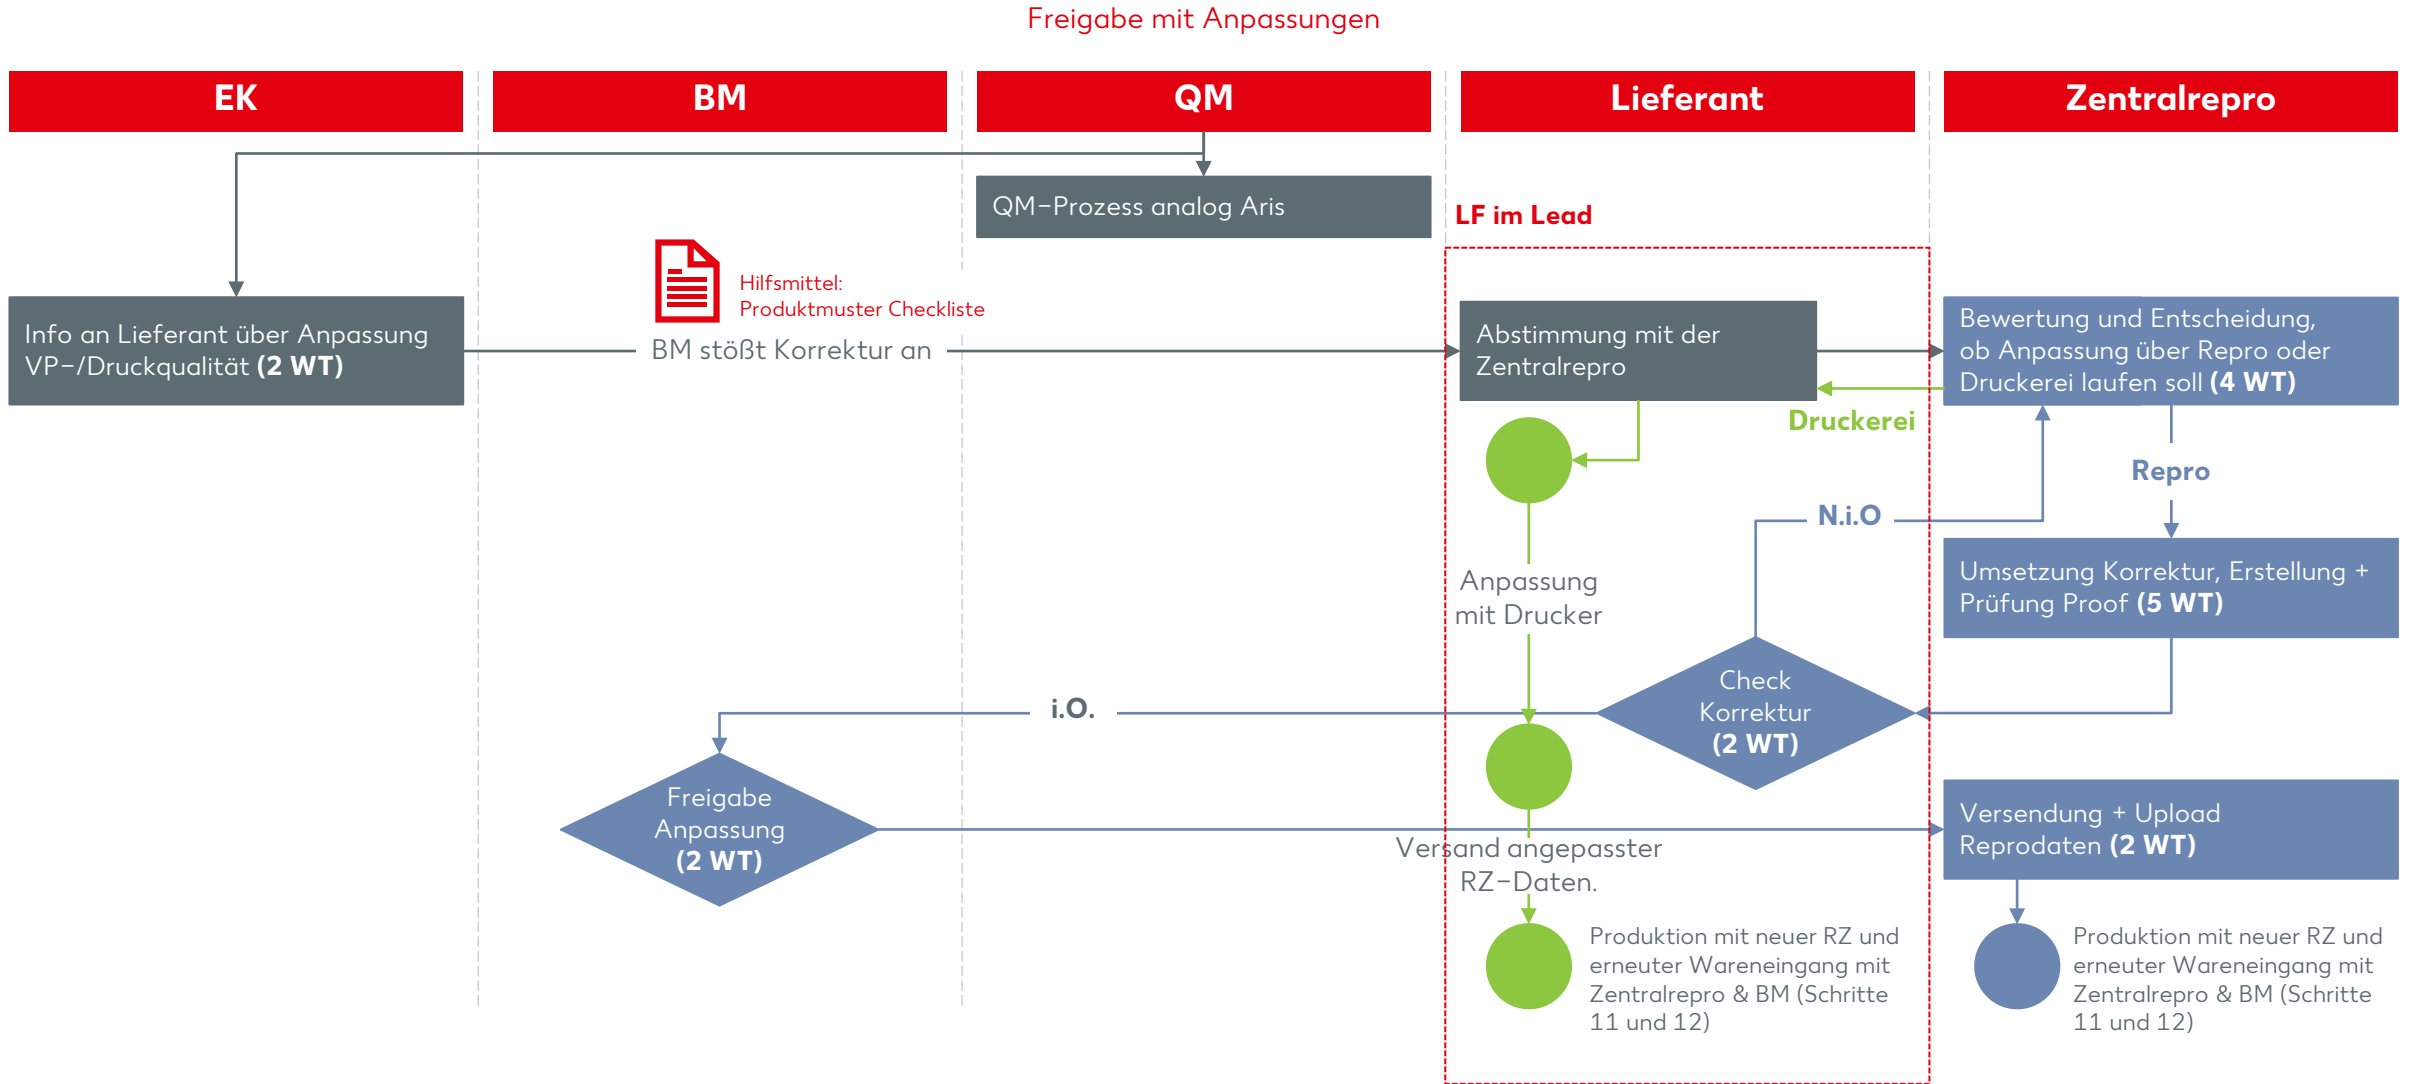 Freigabe mit Anpassungen
EK
BM
QM
Lieferant
Zentralrepro
QM-Prozess analog Aris
LF im Lead
Hilfsmittel:
Produktmuster Checkliste
Info an Lieferant über Anpassung
VP-/Druckqualität (2 WT)
BM stößt Korrektur an
Abstimmung mit der
Zentralrepro
Bewertung und Entscheidung,
ob Anpassung über Repro oder
Druckerei laufen soll (4 WT)
Druckerei
Repro
N.i.O
Anpassung
mit Drucker
Umsetzung Korrektur, Erstellung +
Prüfung Proof (5 WT)
Check
Korrektur
(2 WT)
i.O.
Freigabe
Anpassung
(2 WT)
Versand angepasster
RZ-Daten.
Versendung + Upload
Reprodaten (2 WT)
Produktion mit neuer RZ und
erneuter Wareneingang mit
Zentralrepro & BM (Schritte
11 und 12)
Produktion mit neuer RZ und
erneuter Wareneingang mit
Zentralrepro & BM (Schritte
11 und 12)